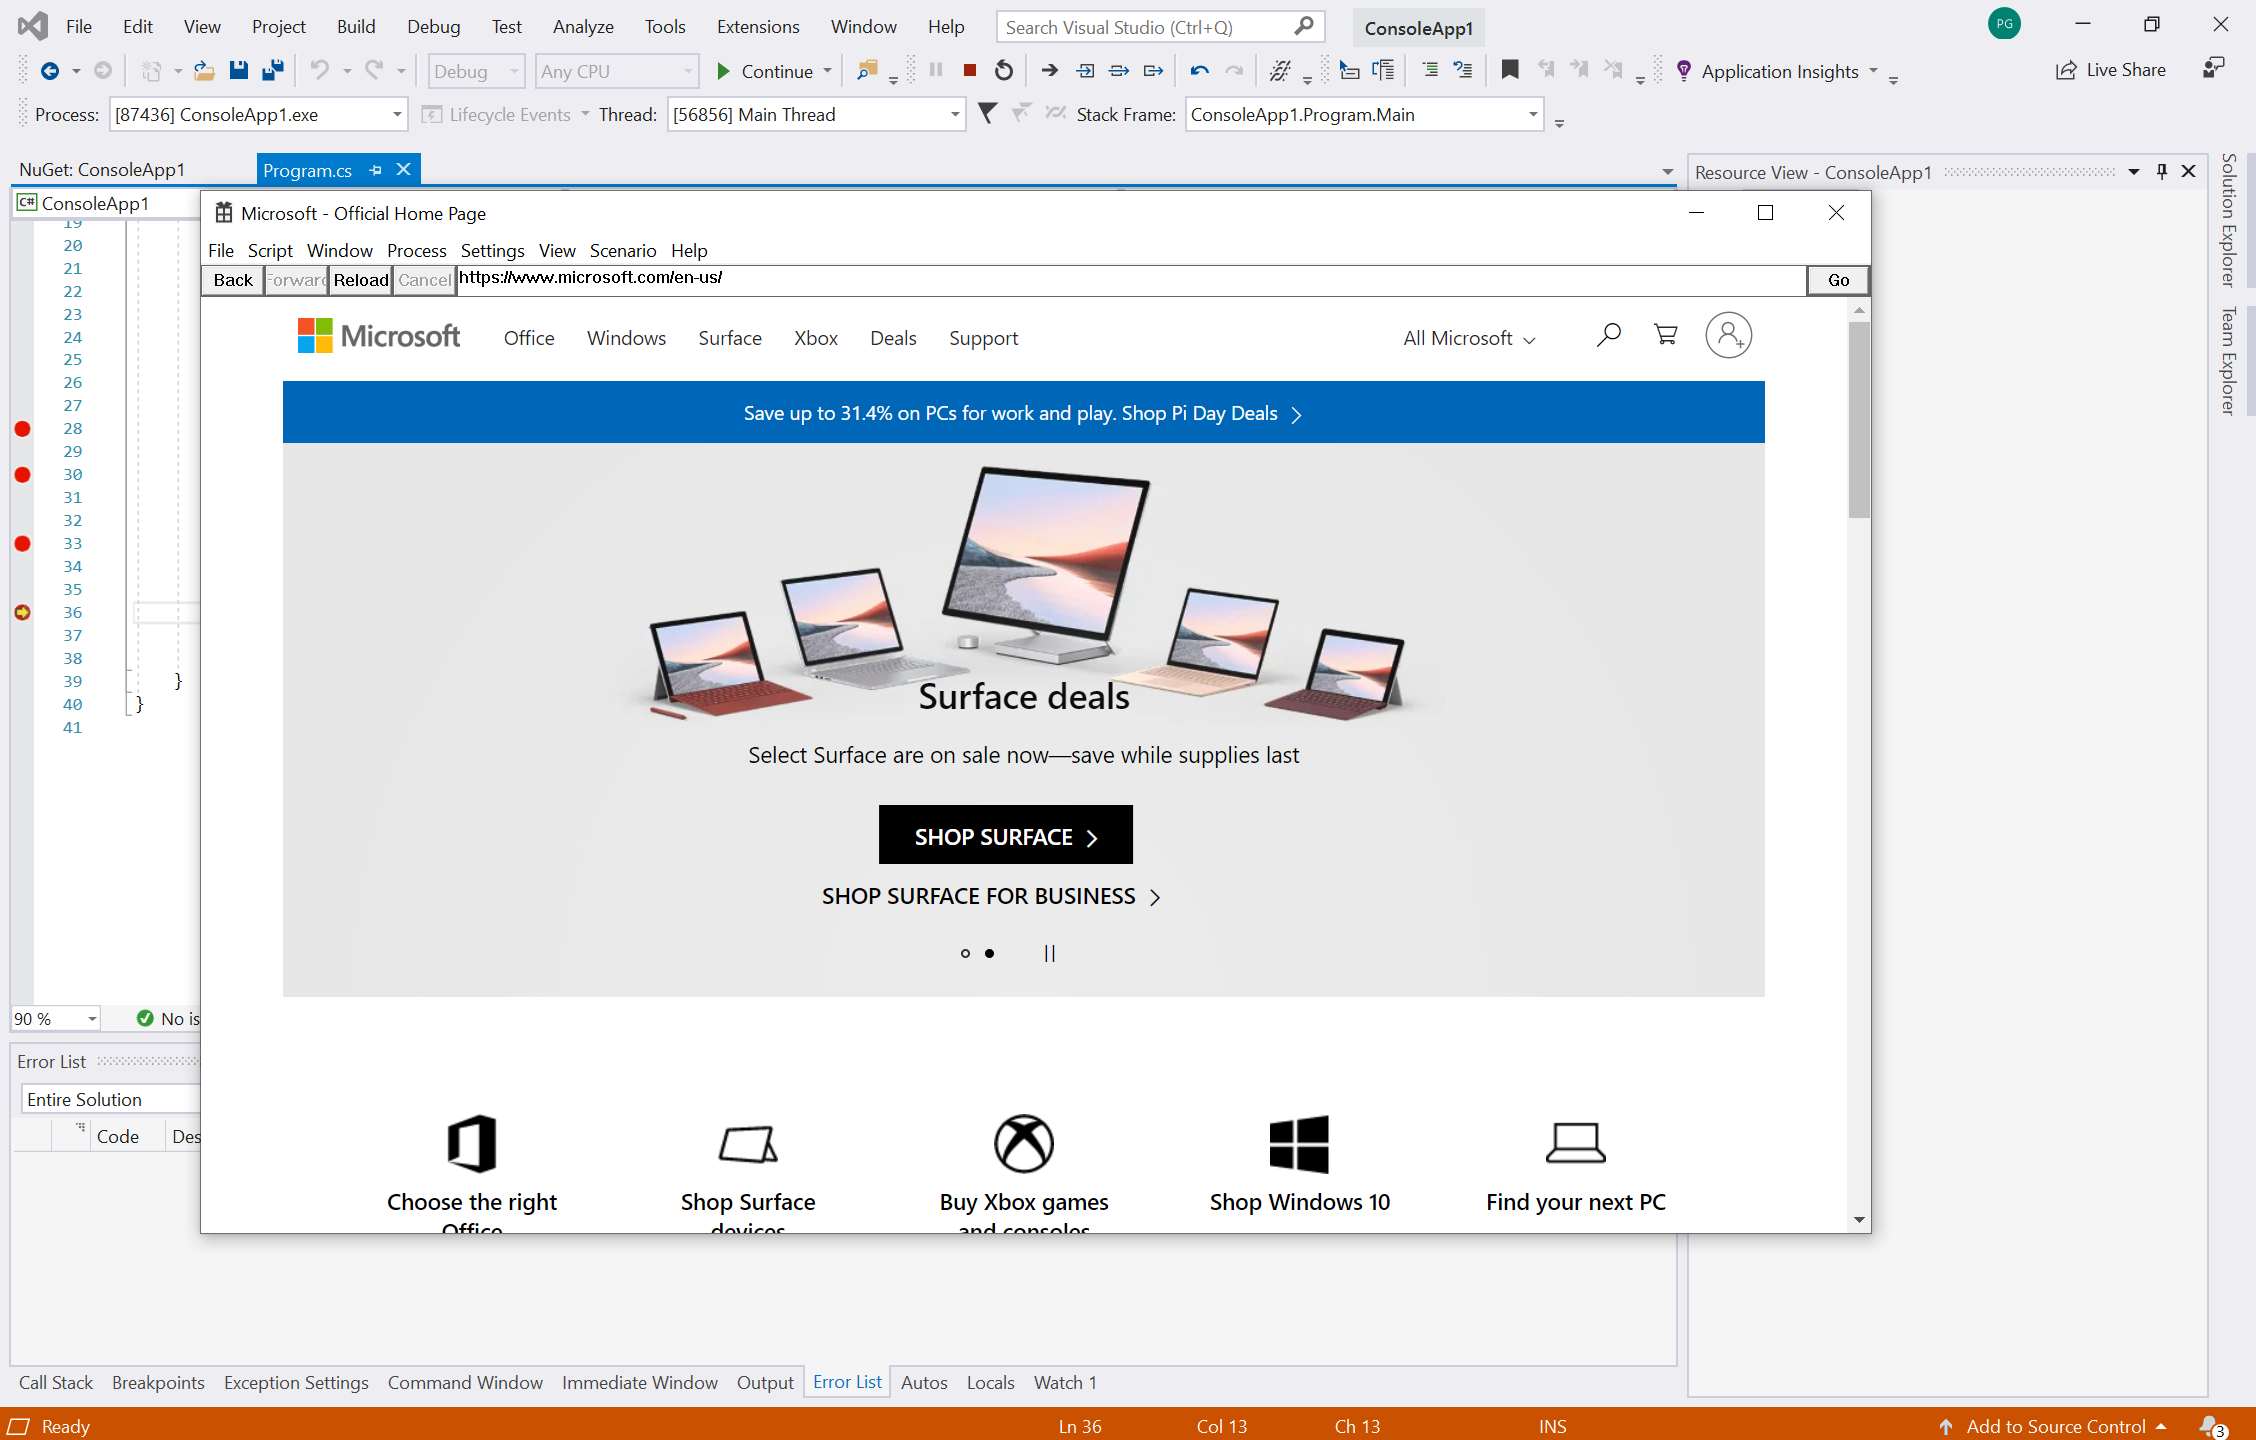 File Edit View Project Build Debug Test Analyze Tools Extensions Window Help Search Visual Studio (Ctrl+Q) ConsoleApp1 PG
Debug Any CPU Continue Application Insights Live Share
Process: [87436] ConsoleApp1.exe Lifecycle Events Thread: [56856] Main Thread Stack Frame: ConsoleApp1.Program.Main
NuGet: ConsoleApp1 Program.cs
Resource View - ConsoleApp1
Solution Explorer
Team Explorer
C# ConsoleApp1
19
20
21
22
23
24
25
26
27
28
29
30
31
32
33
34
35
36
37
38
39 }
40 }
41
90 % No is
Microsoft - Official Home Page
File Script Window Process Settings View Scenario Help
Back Forward Reload Cancel https://www.microsoft.com/en-us/ Go
Microsoft Office Windows Surface Xbox Deals Support All Microsoft
Save up to 31.4% on PCs for work and play. Shop Pi Day Deals
Surface deals
Select Surface are on sale now—save while supplies last
SHOP SURFACE
SHOP SURFACE FOR BUSINESS
Choose the right
Office
Shop Surface
devices
Buy Xbox games
and consoles
Shop Windows 10
Find your next PC
Error List
Entire Solution
Code Des
Call Stack Breakpoints Exception Settings Command Window Immediate Window Output Error List Autos Locals Watch 1
Ready Ln 36 Col 13 Ch 13 INS Add to Source Control 3